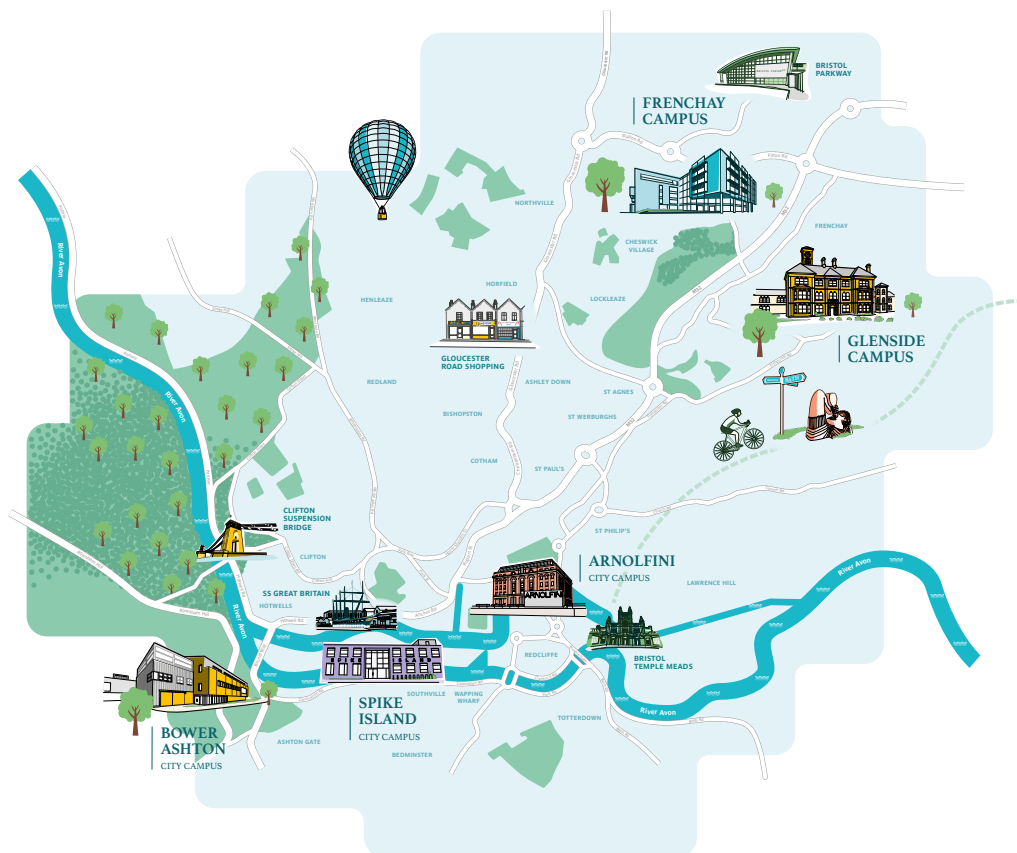 BRISTOL
PARKWAY
FRENCHAY
CAMPUS
NORTHVILLE
FRENCHAY
CHESWICK
VILLAGE
HORFIELD
HENLEAZE
LOCKLEAZE
GLENSIDE
CAMPUS
GLOUCESTER
ROAD SHOPPING
REDLAND
ASHLEY DOWN
ST AGNES
BISHOPSTON
ST WERBURGHS
COTHAM
ST PAUL'S
M32
M32
M32
River Avon
River Avon
CLIFTON
SUSPENSION
BRIDGE
CLIFTON
ST PHILIP'S
ARNOLFINI
CITY CAMPUS
ARNOLFINI
LAWRENCE HILL
River Avon
SS GREAT BRITAIN
HOTWELLS
River Avon
SPIKE ISLAND
REDCLIFFE
BRISTOL
TEMPLE MEADS
SOUTHVILLE
WAPPING
WHARF
River Avon
SPIKE
ISLAND
CITY CAMPUS
TOTTERDOWN
BOWER
ASHTON
CITY CAMPUS
ASHTON GATE
BEDMINSTER